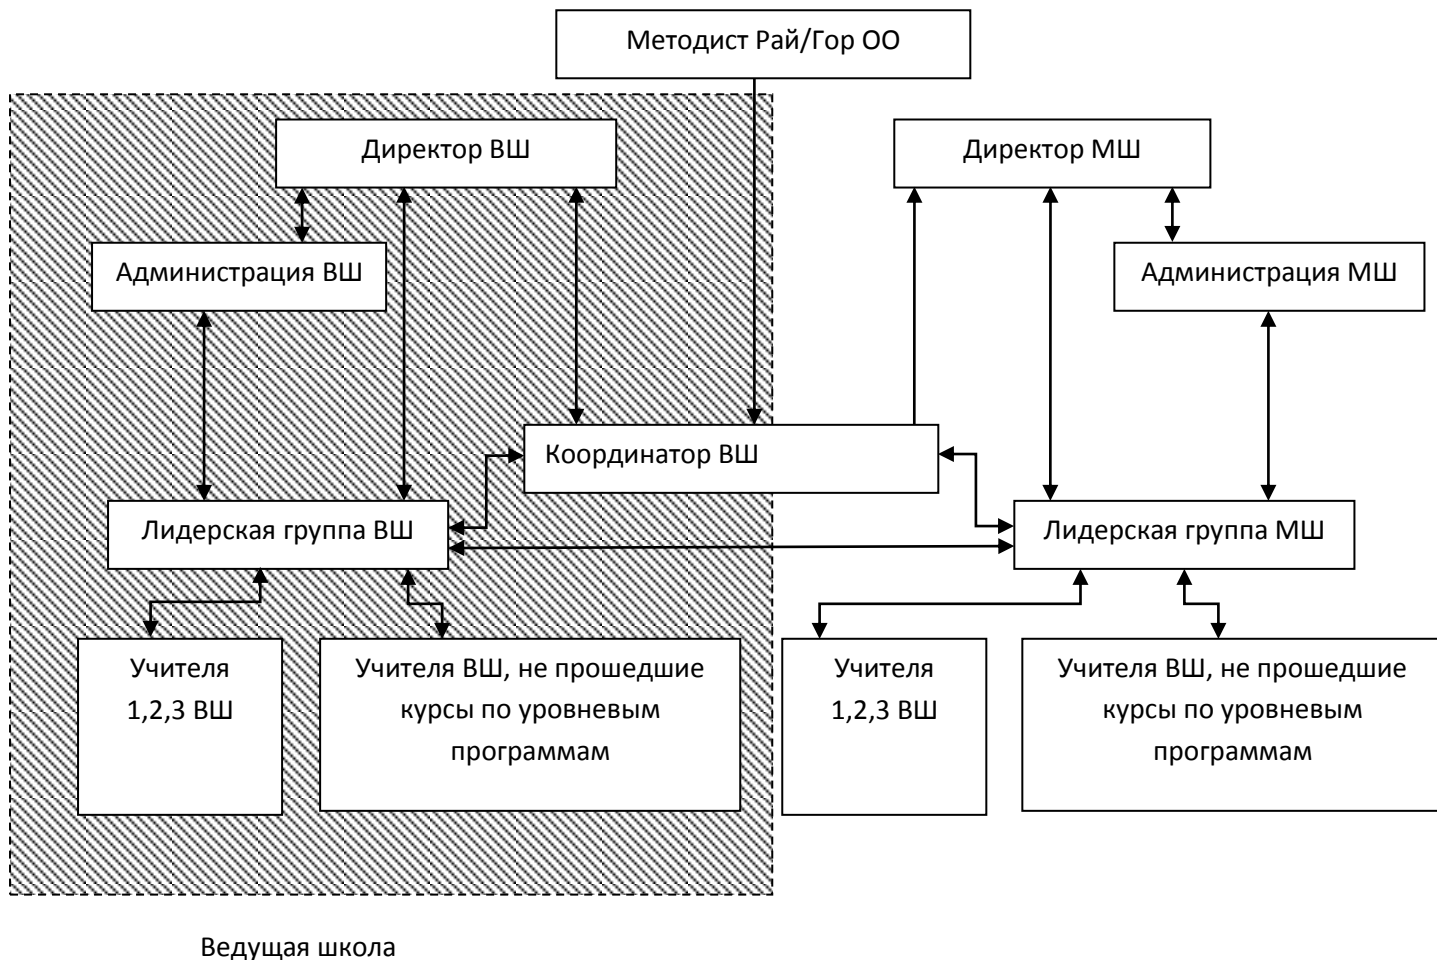 Методист Рай/Гор ОО
Директор ВШ
Директор МШ
Администрация ВШ
Администрация МШ
Координатор ВШ
Лидерская группа ВШ
Лидерская группа МШ
Учителя
1,2,3 ВШ
Учителя ВШ, не прошедшие
курсы по уровневым
программам
Учителя
1,2,3 ВШ
Учителя ВШ, не прошедшие
курсы по уровневым
программам
Ведущая школа